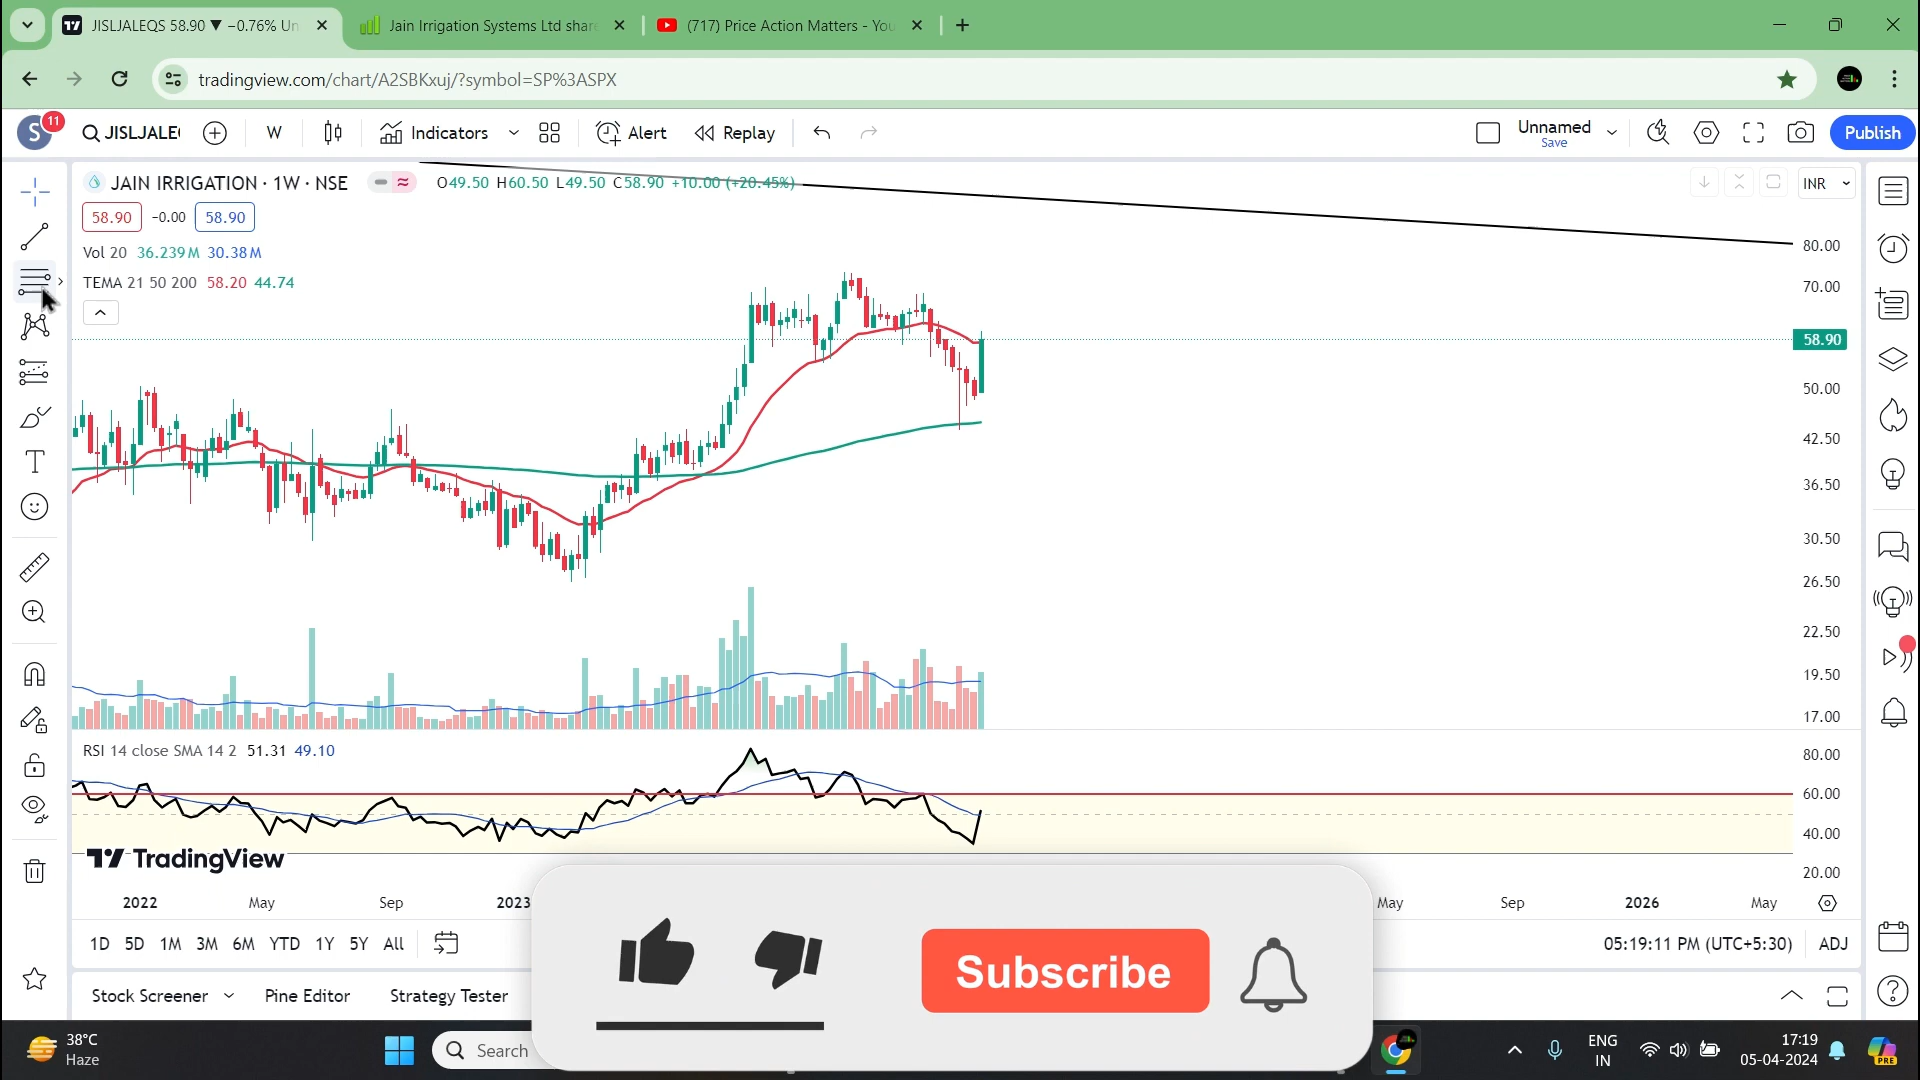 JISLJALEQS 58.90 ▼ −0.76% Un
Jain Irrigation Systems Ltd share
(717) Price Action Matters - You
tradingview.com/chart/A2SBKxuj/?symbol=SP%3ASPX
S
11
JISLJALE
W
Indicators
Alert
Replay
Unnamed
Save
Publish
JAIN IRRIGATION · 1W · NSE
O49.50 H60.50 L49.50 C58.90 +10.00 (+20.45%)
INR
58.90 -0.00 58.90
Vol 20 36.239M 30.38M
TEMA 21 50 200 58.20 44.74
80.00
70.00
58.90
50.00
42.50
36.50
30.50
26.50
22.50
19.50
17.00
RSI 14 close SMA 14 2 51.31 49.10
80.00
60.00
40.00
20.00
TradingView
2022 May Sep 2023 May Sep 2026 May
1D 5D 1M 3M 6M YTD 1Y 5Y All
05:19:11 PM (UTC+5:30) ADJ
Stock Screener Pine Editor Strategy Tester
Subscribe
38°C
Haze
Search
ENG
IN
17:19
05-04-2024
PRE